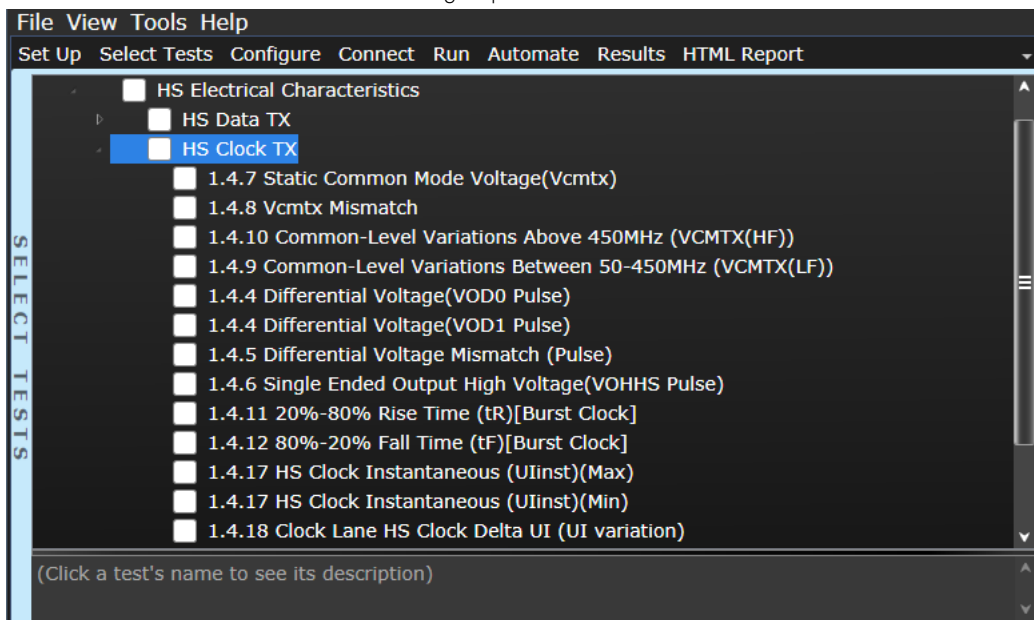 File View Tools Help
Set Up Select Tests Configure Connect Run Automate Results HTML Report
HS Electrical Characteristics
HS Data TX
HS Clock TX
1.4.7 Static Common Mode Voltage(Vcmtx)
1.4.8 Vcmtx Mismatch
1.4.10 Common-Level Variations Above 450MHz (VCMTX(HF))
1.4.9 Common-Level Variations Between 50-450MHz (VCMTX(LF))
1.4.4 Differential Voltage(VOD0 Pulse)
1.4.4 Differential Voltage(VOD1 Pulse)
1.4.5 Differential Voltage Mismatch (Pulse)
1.4.6 Single Ended Output High Voltage(VOHHS Pulse)
1.4.11 20%-80% Rise Time (tR)[Burst Clock]
1.4.12 80%-20% Fall Time (tF)[Burst Clock]
1.4.17 HS Clock Instantaneous (UIinst)(Max)
1.4.17 HS Clock Instantaneous (UIinst)(Min)
1.4.18 Clock Lane HS Clock Delta UI (UI variation)
SELECT TESTS
(Click a test's name to see its description)